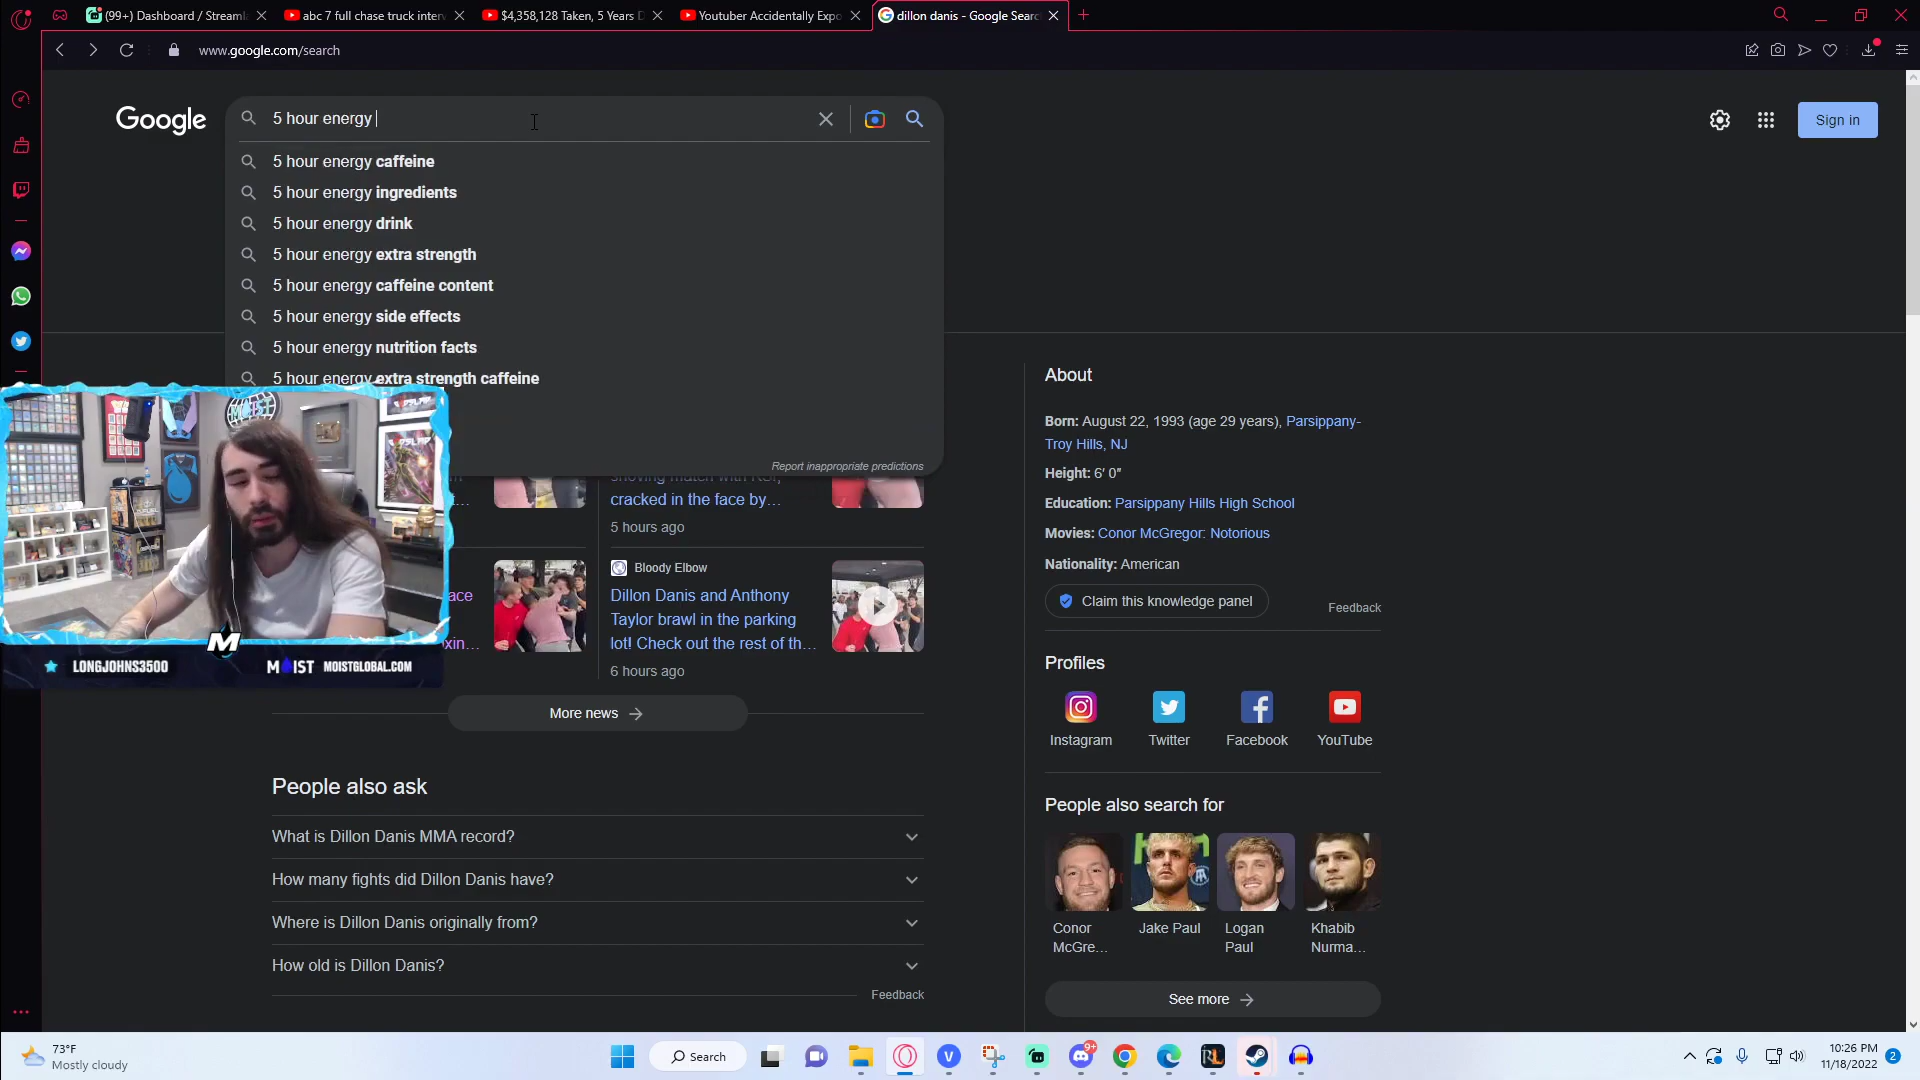 (99+) Dashboard / Streaml
abc 7 full chase truck inter
$4,358,128 Taken, 5 Years D
Youtuber Accidentally Expo
dillon danis - Google Searc
www.google.com/search
Google
5 hour energy
Sign in
5 hour energy caffeine
5 hour energy ingredients
5 hour energy drink
5 hour energy extra strength
5 hour energy caffeine content
5 hour energy side effects
5 hour energy nutrition facts
5 hour energy extra strength caffeine
Report inappropriate predictions
MOIST
LONGJOHNS3500
M
MOIST
MOISTGLOBAL.COM
cracked in the face by…
5 hours ago
Bloody Elbow
Dillon Danis and Anthony
Taylor brawl in the parking
lot! Check out the rest of th…
6 hours ago
More news
People also ask
What is Dillon Danis MMA record?
How many fights did Dillon Danis have?
Where is Dillon Danis originally from?
How old is Dillon Danis?
Feedback
About
Born: August 22, 1993 (age 29 years), Parsippany-
Troy Hills, NJ
Height: 6′ 0″
Education: Parsippany Hills High School
Movies: Conor McGregor: Notorious
Nationality: American
Claim this knowledge panel
Feedback
Profiles
Instagram
Twitter
Facebook
YouTube
People also search for
Conor
McGre...
Jake Paul
Logan
Paul
Khabib
Nurma...
See more
73°F
Mostly cloudy
Search
9+
10:26 PM
11/18/2022
2